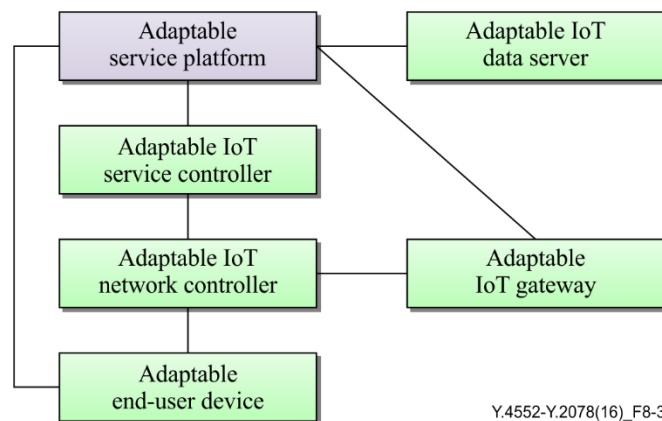 Adaptable
service platform
Adaptable IoT
data server
Adaptable IoT
service controller
Adaptable IoT
network controller
Adaptable
IoT gateway
Adaptable
end-user device
Y.4552-Y.2078(16)_F8-3